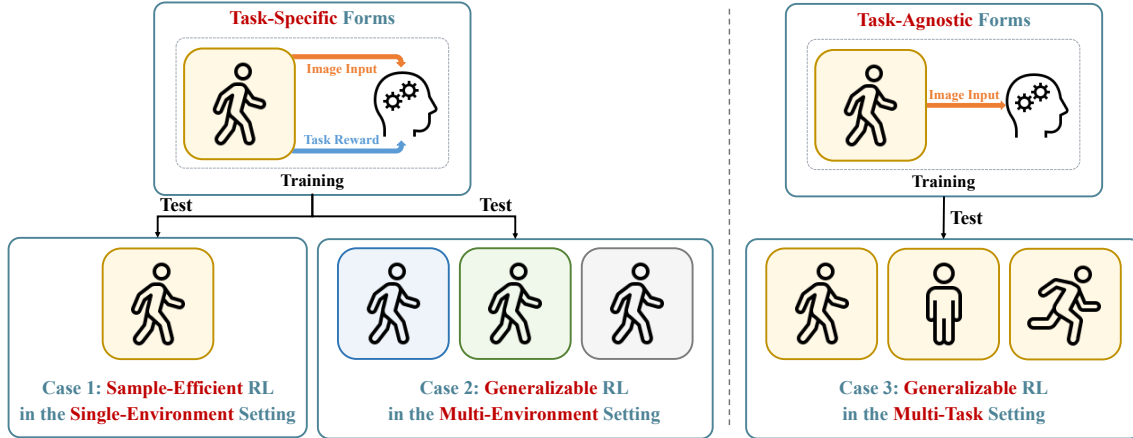 Task-Specific Forms
Image Input
Task Reward
Training
Test
Test
Case 1: Sample-Efficient RL
in the Single-Environment Setting
Case 2: Generalizable RL
in the Multi-Environment Setting
Task-Agnostic Forms
Image Input
Training
Test
Case 3: Generalizable RL
in the Multi-Task Setting